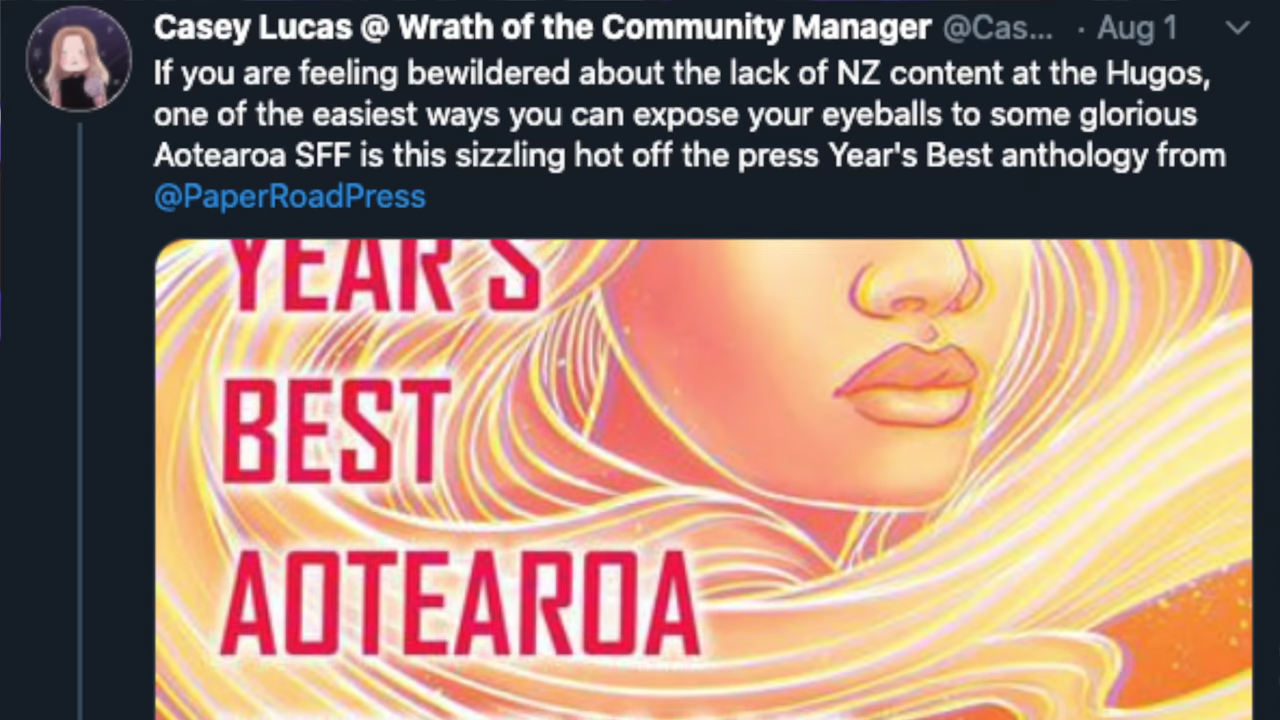 Casey Lucas @ Wrath of the Community Manager @Cas... · Aug 1
If you are feeling bewildered about the lack of NZ content at the Hugos,
one of the easiest ways you can expose your eyeballs to some glorious
Aotearoa SFF is this sizzling hot off the press Year's Best anthology from
@PaperRoadPress
YEAR'S
BEST
AOTEAROA